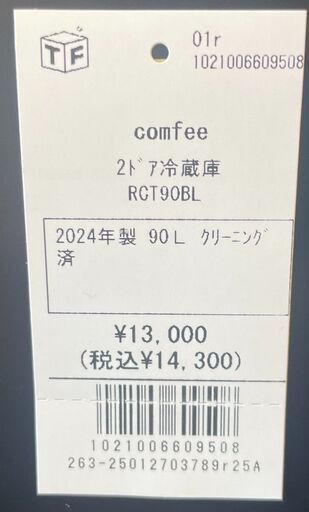 TF
01r
1021006609508
comfee
2ﾄﾞｱ冷蔵庫
RCT90BL
2024年製 90L ｸﾘｰﾆﾝｸﾞ
済
¥13,000
(税込¥14,300)
1021006609508
263-25012703789r25A